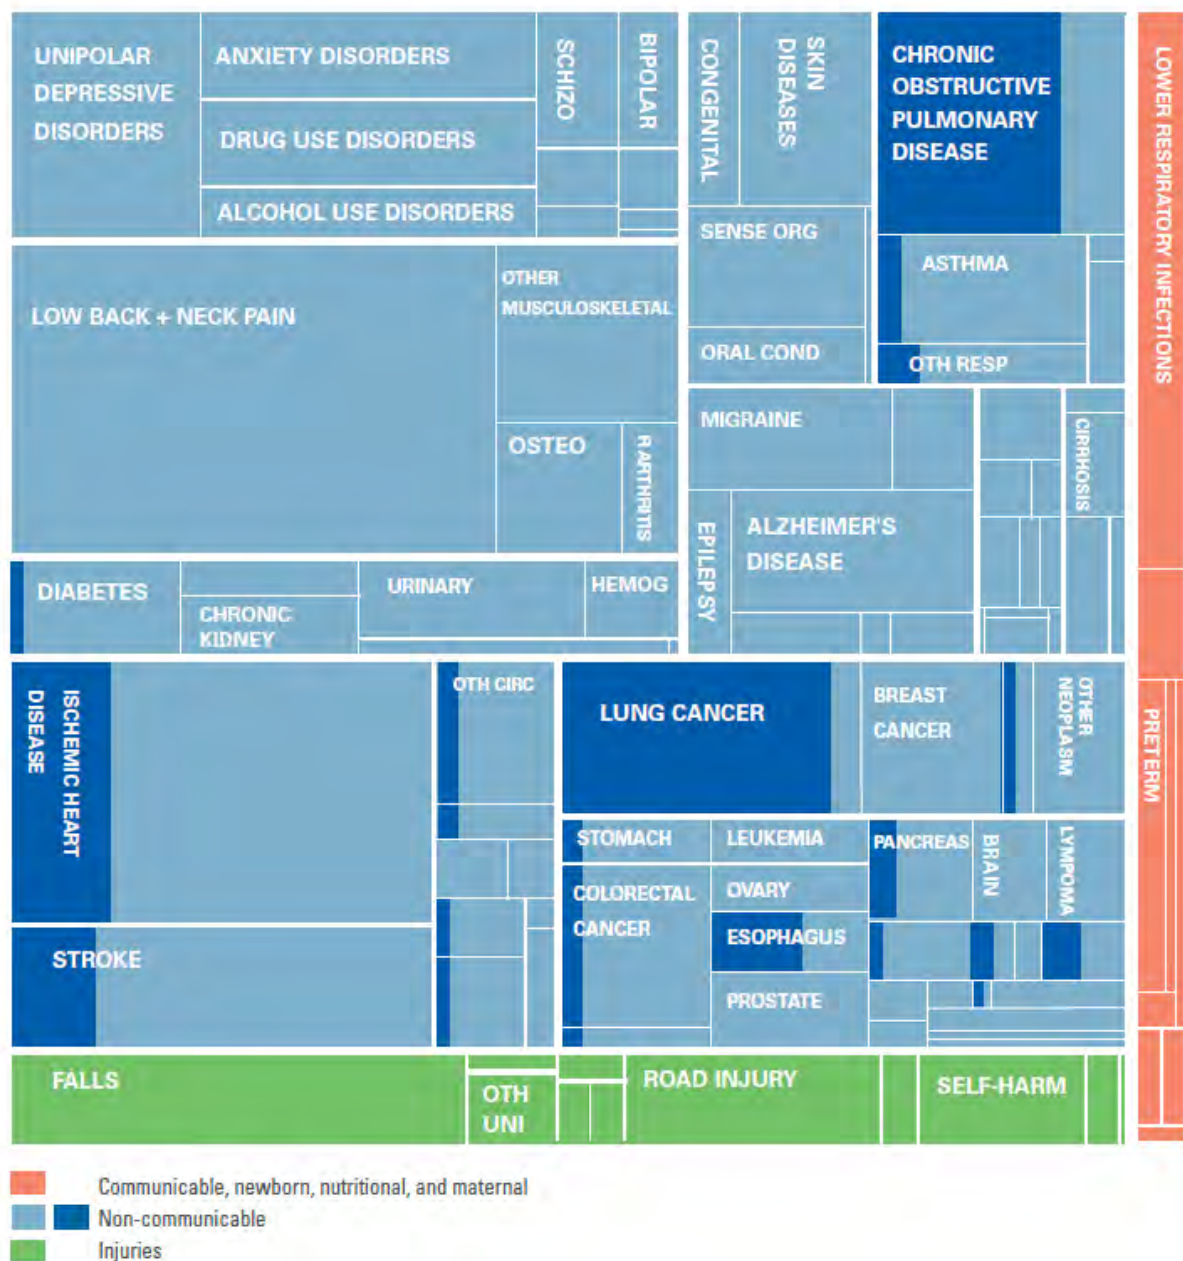 UNIPOLAR
DEPRESSIVE
DISORDERS
ANXIETY DISORDERS
DRUG USE DISORDERS
ALCOHOL USE DISORDERS
SCHIZO
BIPOLAR
CONGENITAL
SKIN
DISEASES
CHRONIC
OBSTRUCTIVE
PULMONARY
DISEASE
LOWER RESPIRATORY INFECTIONS
SENSE ORG
ORAL COND
ASTHMA
OTH RESP
LOW BACK + NECK PAIN
OTHER
MUSCULOSKELETAL
OSTEO
R ARTHRITIS
MIGRAINE
EPILEPSY
ALZHEIMER'S
DISEASE
CIRRHOSIS
DIABETES
CHRONIC
KIDNEY
URINARY
HEMOG
ISCHEMIC HEART
DISEASE
STROKE
OTH CIRC
LUNG CANCER
BREAST
CANCER
OTHER
NEOPLASM
PRETERM
STOMACH
LEUKEMIA
PANCREAS
BRAIN
LYMPOMA
COLORECTAL
CANCER
OVARY
ESOPHAGUS
PROSTATE
FALLS
OTH
UNI
ROAD INJURY
SELF-HARM
Communicable, newborn, nutritional, and maternal
Non-communicable
Injuries